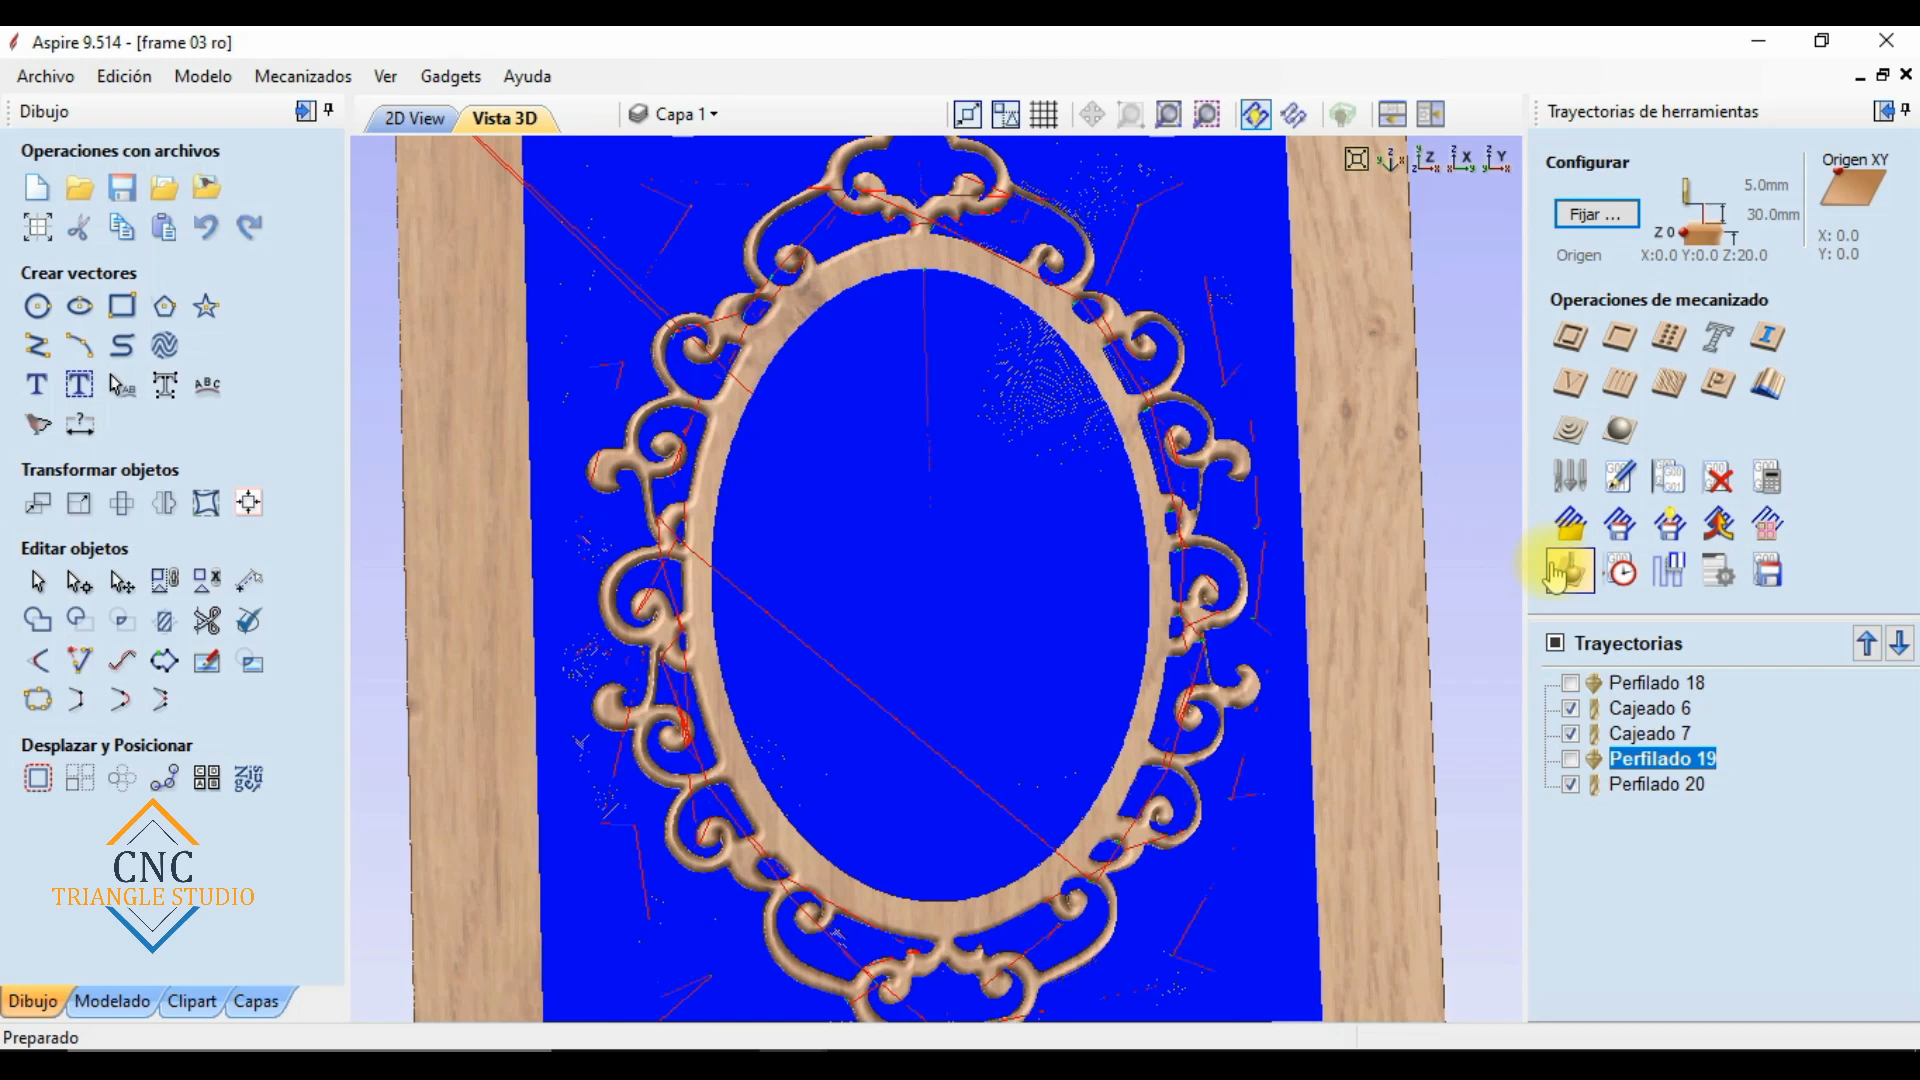 Aspire 9.514 - [frame 03 ro]
Archivo Edición Modelo Mecanizados Ver Gadgets Ayuda
Dibujo
2D View
Vista 3D
Capa 1
Trayectorias de herramientas
Operaciones con archivos
Crear vectores
Transformar objetos
Editar objetos
Desplazar y Posicionar
CNC
TRIANGLE STUDIO
Dibujo Modelado Clipart Capas
Preparado
Configurar
Origen XY
5.0mm
Fijar ...
30.0mm
Z 0
X: 0.0
Y: 0.0
Origen
X:0.0 Y:0.0 Z:20.0
Operaciones de mecanizado
Trayectorias
Perfilado 18
Cajeado 6
Cajeado 7
Perfilado 19
Perfilado 20